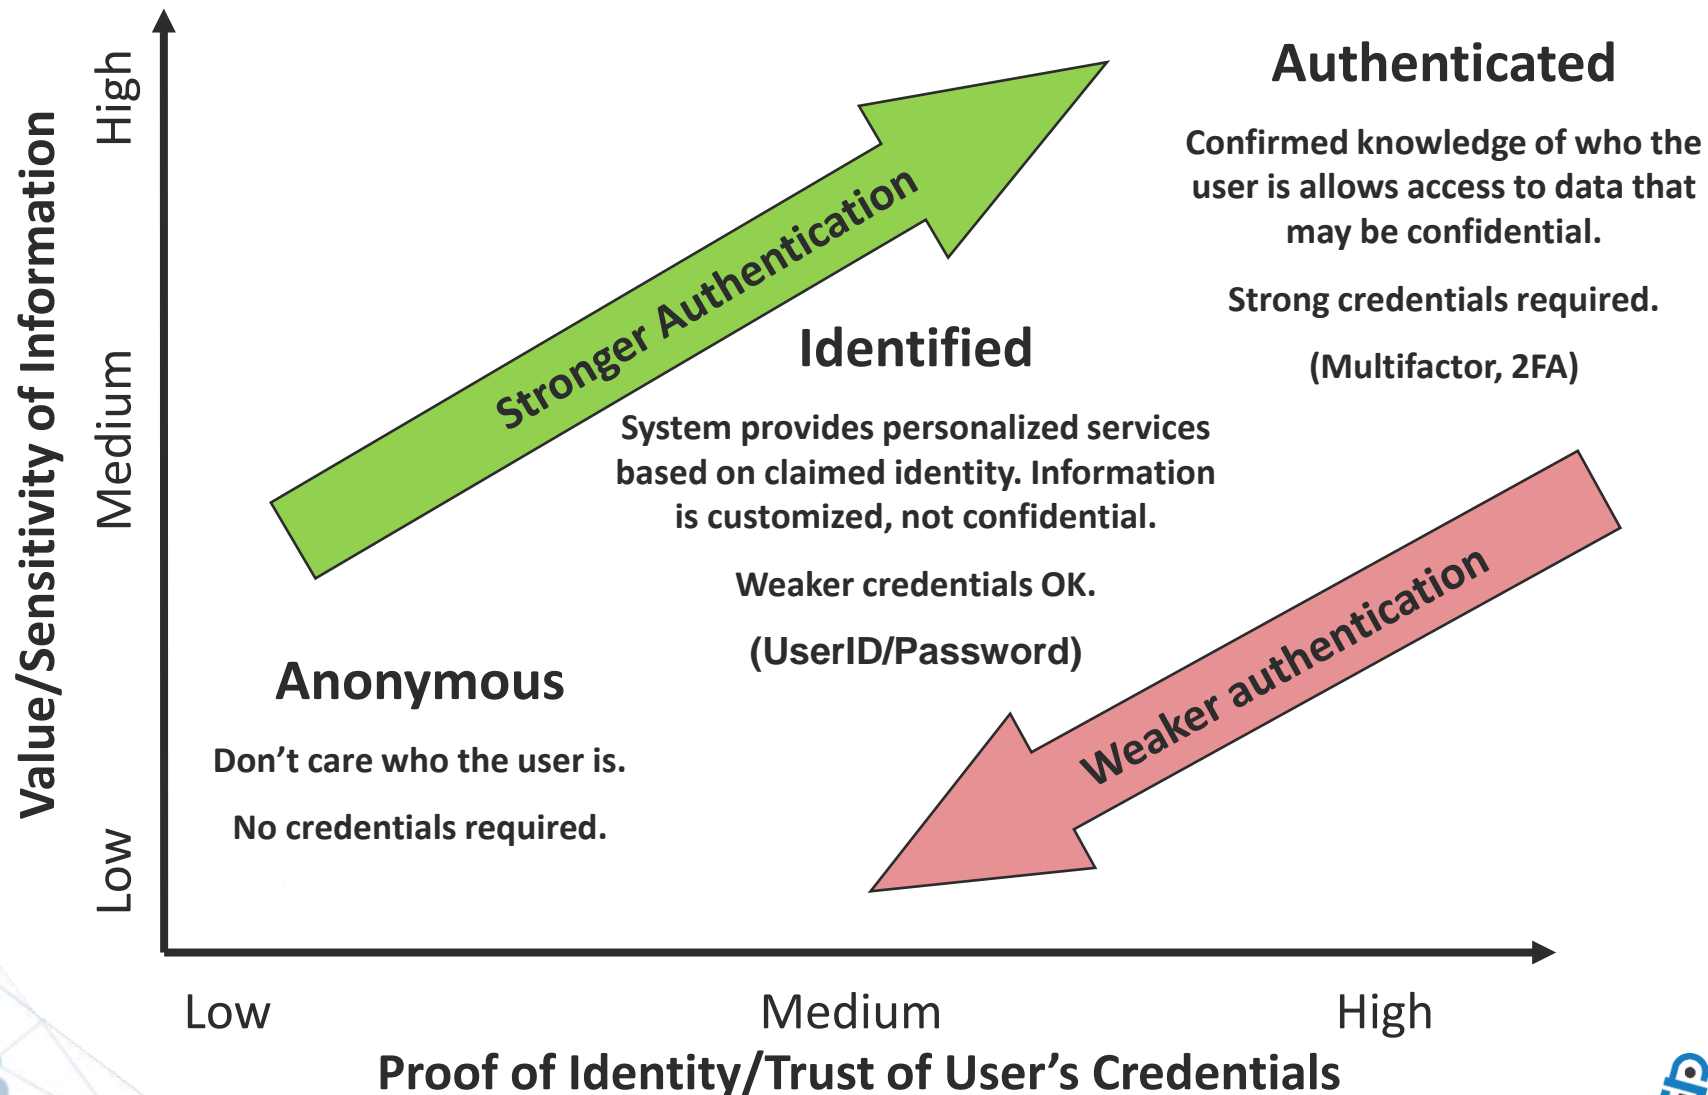 Value/Sensitivity of Information
High
Medium
Low
Stronger Authentication
Authenticated
Confirmed knowledge of who the
user is allows access to data that
may be confidential.
Strong credentials required.
(Multifactor, 2FA)
Identified
System provides personalized services
based on claimed identity. Information
is customized, not confidential.
Weaker credentials OK.
(UserID/Password)
Weaker authentication
Anonymous
Don’t care who the user is.
No credentials required.
Low
Medium
High
Proof of Identity/Trust of User’s Credentials